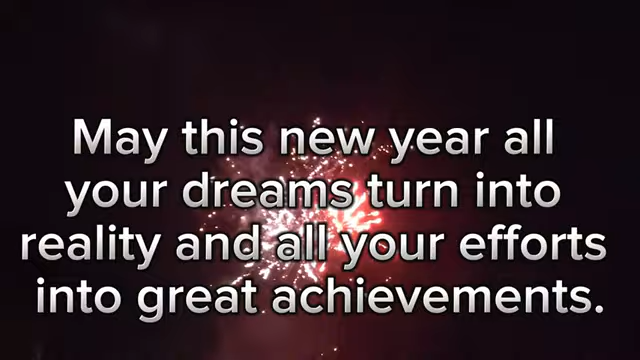 May this new year all
your dreams turn into
reality and all your efforts
into great achievements.